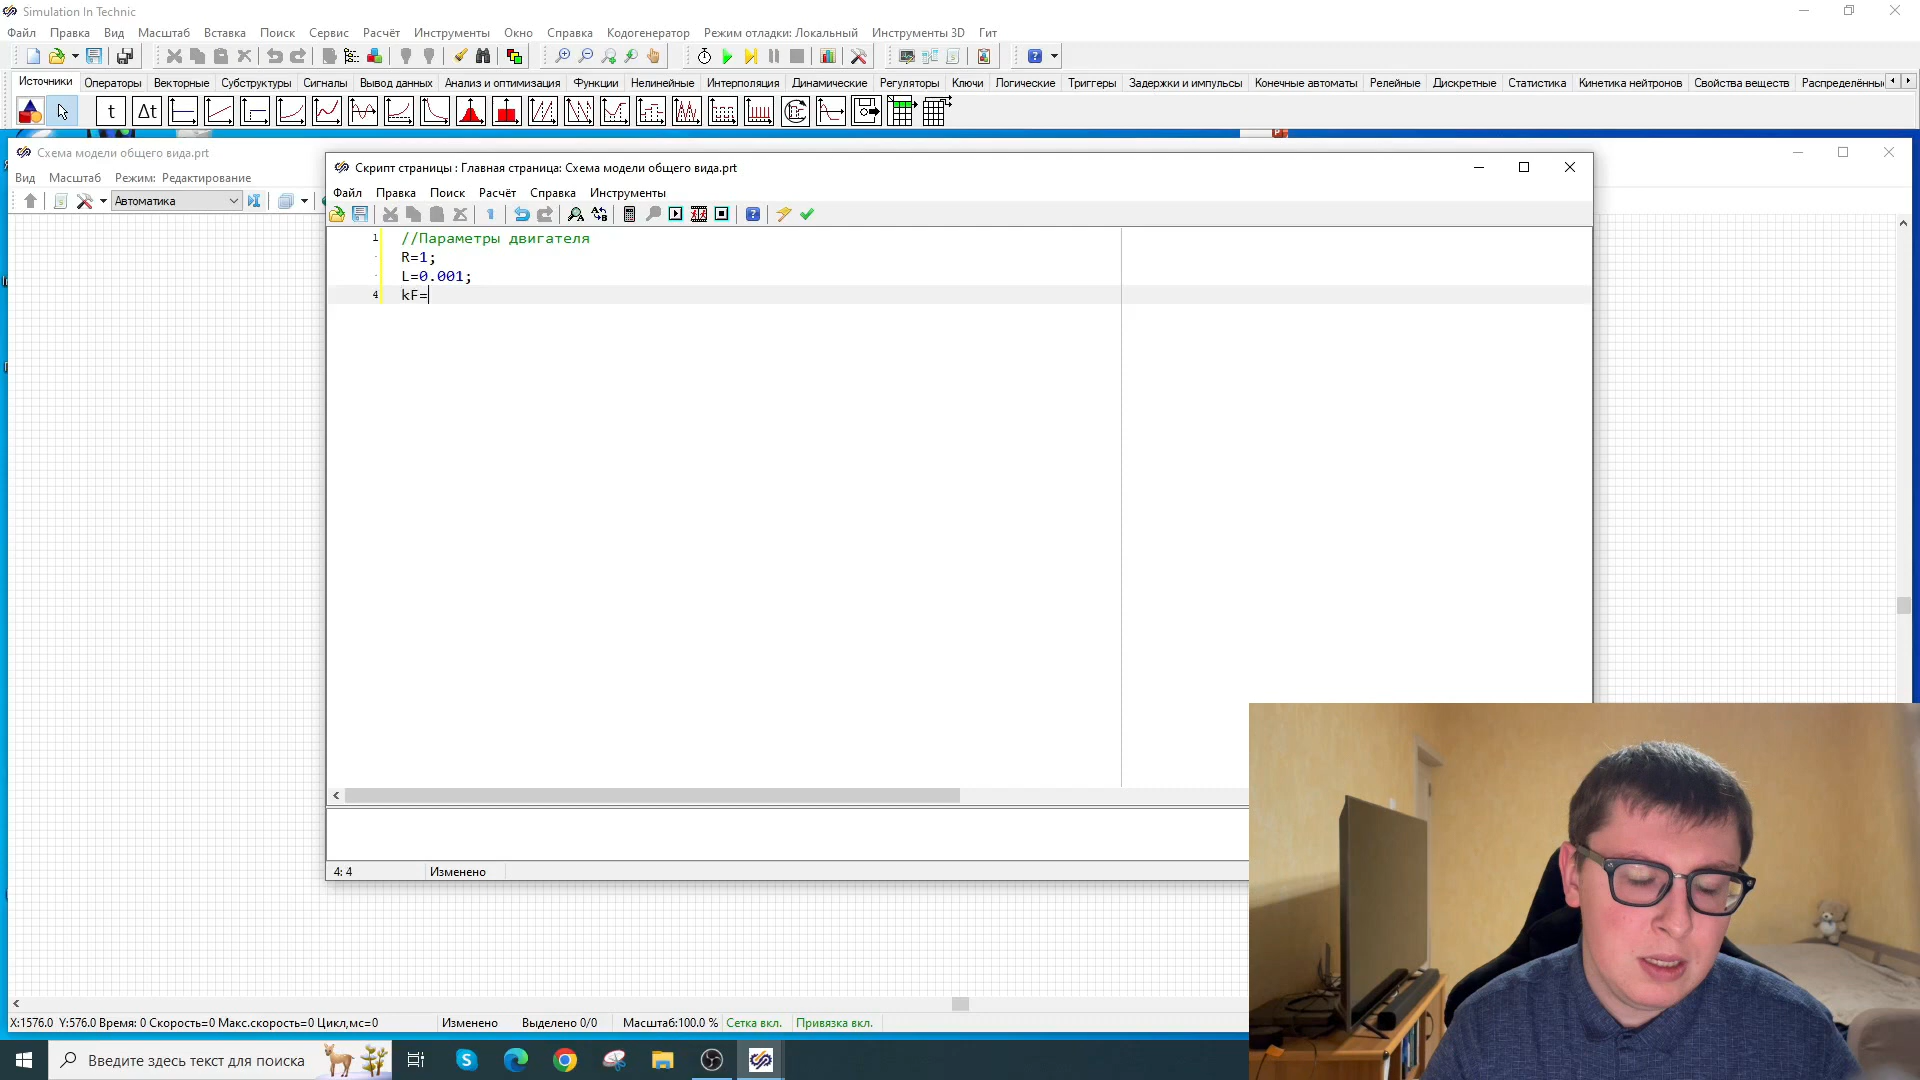 Simulation In Technic
Файл Правка Вид Масштаб Вставка Поиск Сервис Расчёт Инструменты Окно Справка Кодогенератор Режим отладки: Локальный Инструменты 3D Гит
Источники Операторы Векторные Субструктуры Сигналы Вывод данных Анализ и оптимизация Функции Нелинейные Интерполяция Динамические Регуляторы Ключи Логические Триггеры Задержки и импульсы Конечные автоматы Релейные Дискретные Статистика Кинетика нейтронов Свойства веществ Распределённы
t Δt
Схема модели общего вида.prt
Вид Масштаб Режим: Редактирование
Автоматика
Скрипт страницы : Главная страница: Схема модели общего вида.prt
Файл Правка Поиск Расчёт Справка Инструменты
1 //Параметры двигателя
R=1;
L=0.001;
4 kF=
4: 4 Изменено
X:1576.0 Y:576.0 Время: 0 Скорость=0 Макс.скорость=0 Цикл,мс=0 Изменено Выделено 0/0 Масштаб:100.0 % Сетка вкл. Привязка вкл.
Введите здесь текст для поиска